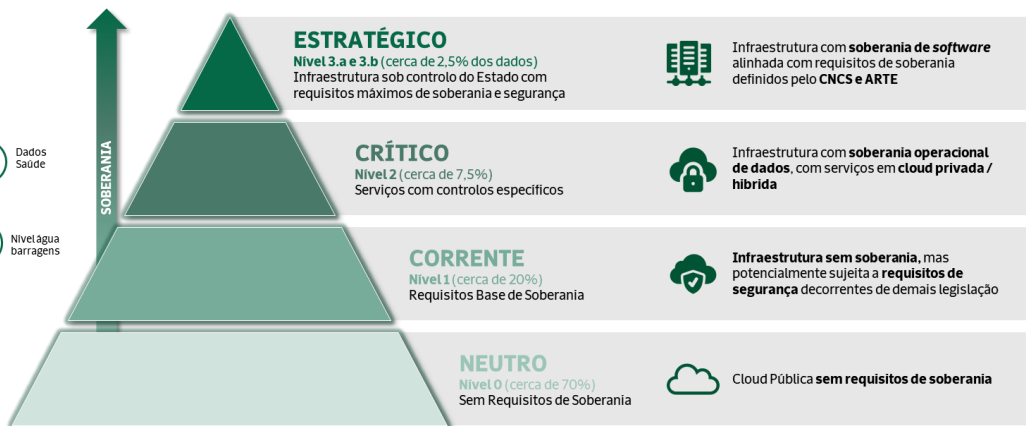 ESTRATÉGICO
Nível 3.a e 3.b (cerca de 2,5% dos dados)
Infraestrutura sob controlo do Estado com
requisitos máximos de soberania e segurança
Infraestrutura com soberania de software
alinhada com requisitos de soberania
definidos pelo CNCS e ARTE
Dados
Saúde
SOBERANIA
CRÍTICO
Nível 2 (cerca de 7,5%)
Serviços com controlos específicos
Infraestrutura com soberania operacional
de dados, com serviços em cloud privada /
hibrida
Nível água
barragens
CORRENTE
Nível 1 (cerca de 20%)
Requisitos Base de Soberania
Infraestrutura sem soberania, mas
potencialmente sujeita a requisitos de
segurança decorrentes de demais legislação
NEUTRO
Nível 0 (cerca de 70%)
Sem Requisitos de Soberania
Cloud Pública sem requisitos de soberania